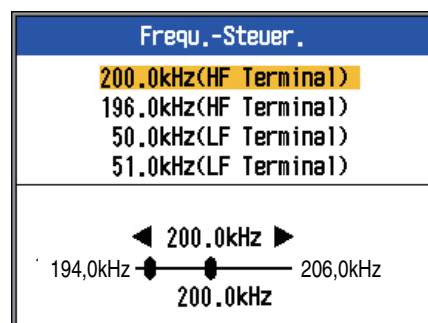 Frequ.-Steuer.
200.0kHz(HF Terminal)
196.0kHz(HF Terminal)
50.0kHz(LF Terminal)
51.0kHz(LF Terminal)
◀ 200.0kHz ▶
194,0kHz 206,0kHz
200.0kHz